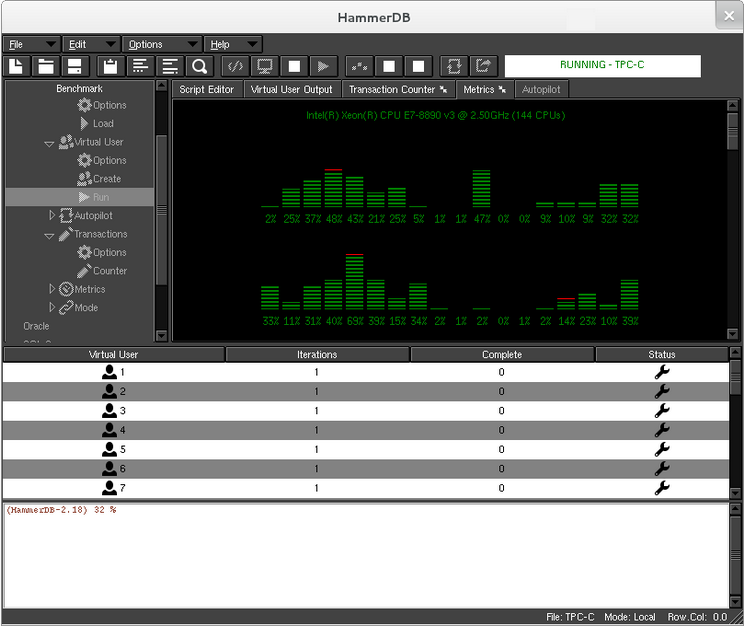 HammerDB
File Edit Options Help
RUNNING - TPC-C
Benchmark
Options
Load
Virtual User
Options
Create
Run
Autopilot
Transactions
Options
Counter
Metrics
Mode
Oracle
Script Editor Virtual User Output Transaction Counter Metrics Autopilot
Intel(R) Xeon(R) CPU E7-8890 v3 @ 2.50GHz (144 CPUs)
2% 25% 37% 48% 43% 21% 25% 5% 1% 1% 47% 0% 0% 9% 10% 9% 32% 32%
33% 11% 31% 40% 69% 39% 15% 34% 2% 1% 2% 0% 1% 2% 14% 23% 10% 39%
Virtual User Iterations Complete Status
1 1 0
2 1 0
3 1 0
4 1 0
5 1 0
6 1 0
7 1 0
(HammerDB-2.18) 32 %
File: TPC-C Mode: Local Row.Col: 0.0